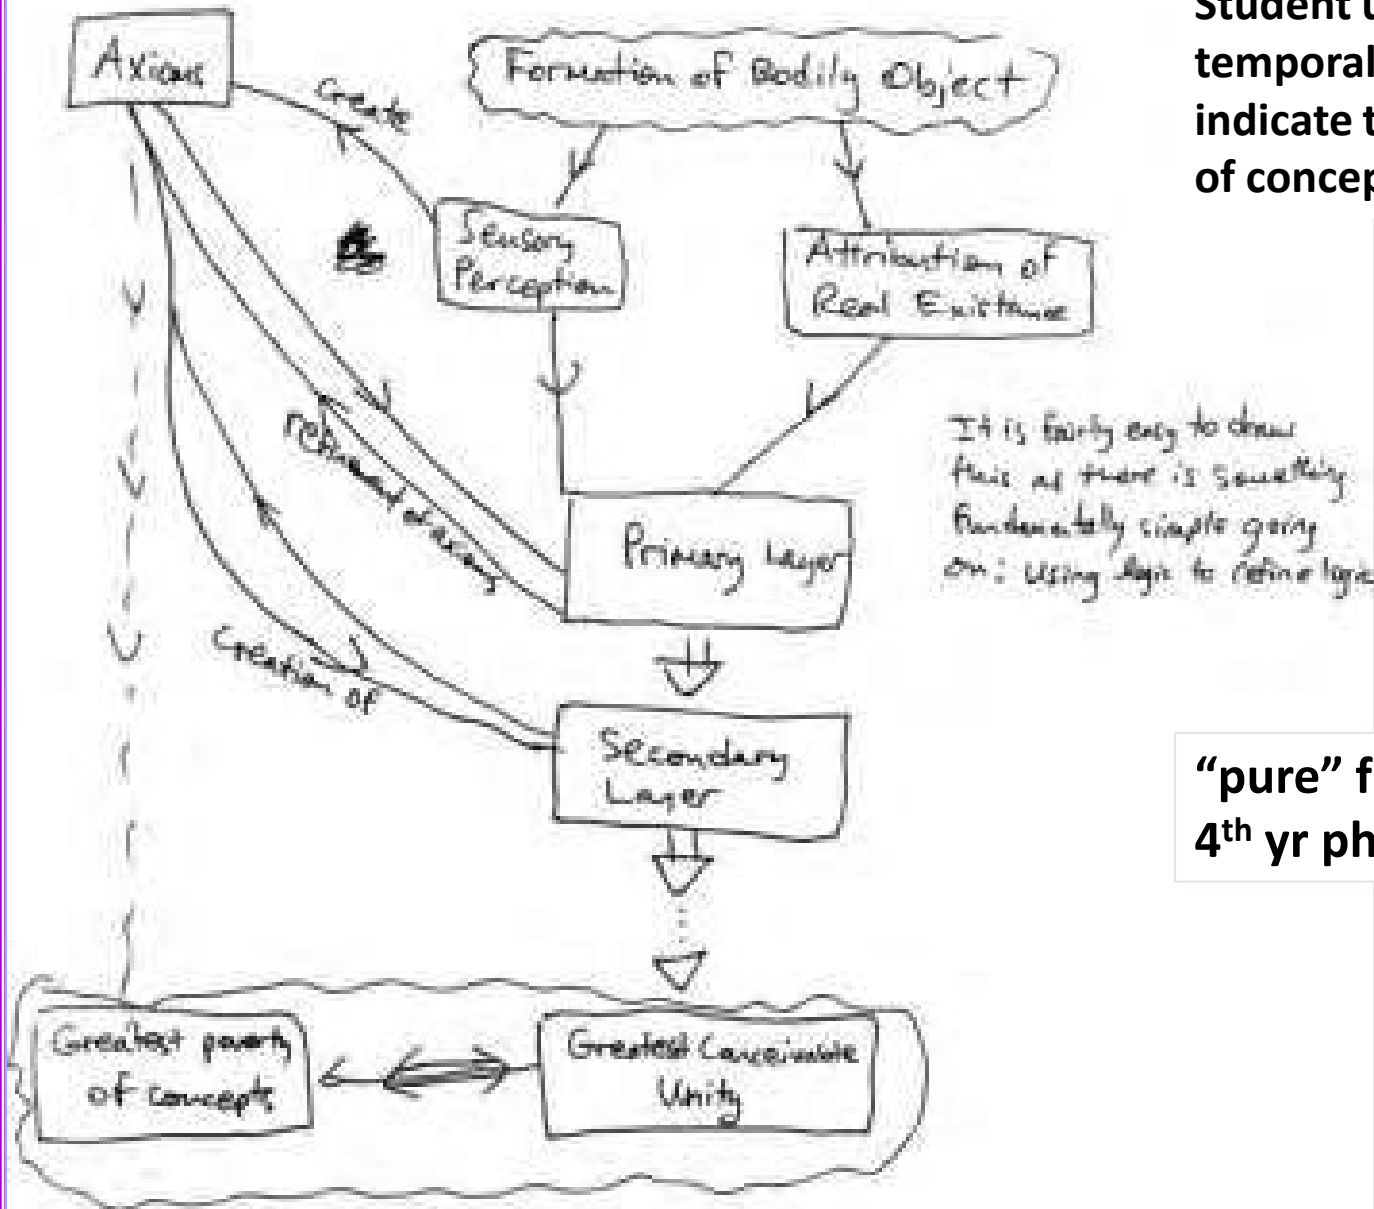 Student u
temporal
indicate t
of concep
Axioms
Formation of Bodily Object
create
Sensory
Perception
Attribution of
Real Existance
It is fairly easy to draw
this as there is something
fundamentally simple going
on: Using logic to refine logic
refinement of axioms
Primary Layer
Creation of
Secondary
Layer
“pure” f
4th yr ph
Greatest poverty
of concepts
Greatest Conceivable
Unity